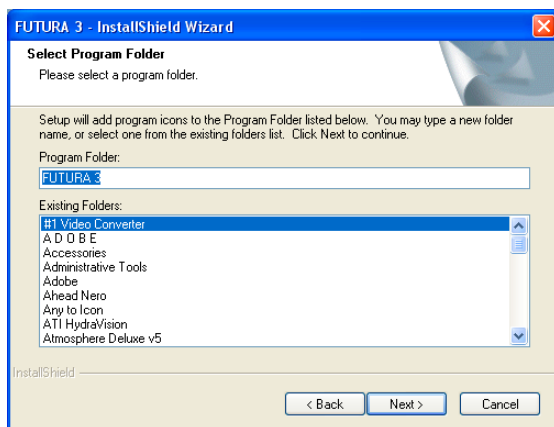 FUTURA 3 - InstallShield Wizard
Select Program Folder
Please select a program folder.
Setup will add program icons to the Program Folder listed below. You may type a new folder
name, or select one from the existing folders list. Click Next to continue.
Program Folder:
FUTURA 3
Existing Folders:
#1 Video Converter
A D O B E
Accessories
Administrative Tools
Adobe
Ahead Nero
Any to Icon
ATI HydraVision
Atmosphere Deluxe v5
InstallShield
< Back Next > Cancel